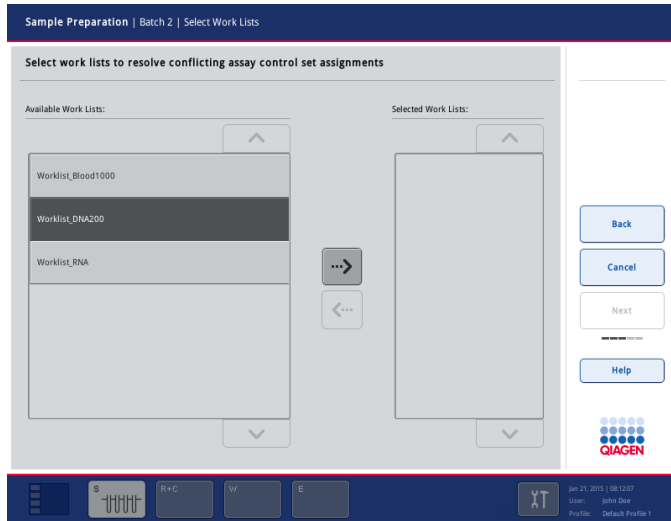 Sample Preparation | Batch 2 | Select Work Lists
Select work lists to resolve conflicting assay control set assignments
Available Work Lists:
Selected Work Lists:
Worklist_Blood1000
Worklist_DNA200
Worklist_RNA
Back
Cancel
Next
Help
QIAGEN
S
R+C
W
E
Jan 21, 2015 | 08:12:07
User: John Doe
Profile: Default Profile 1